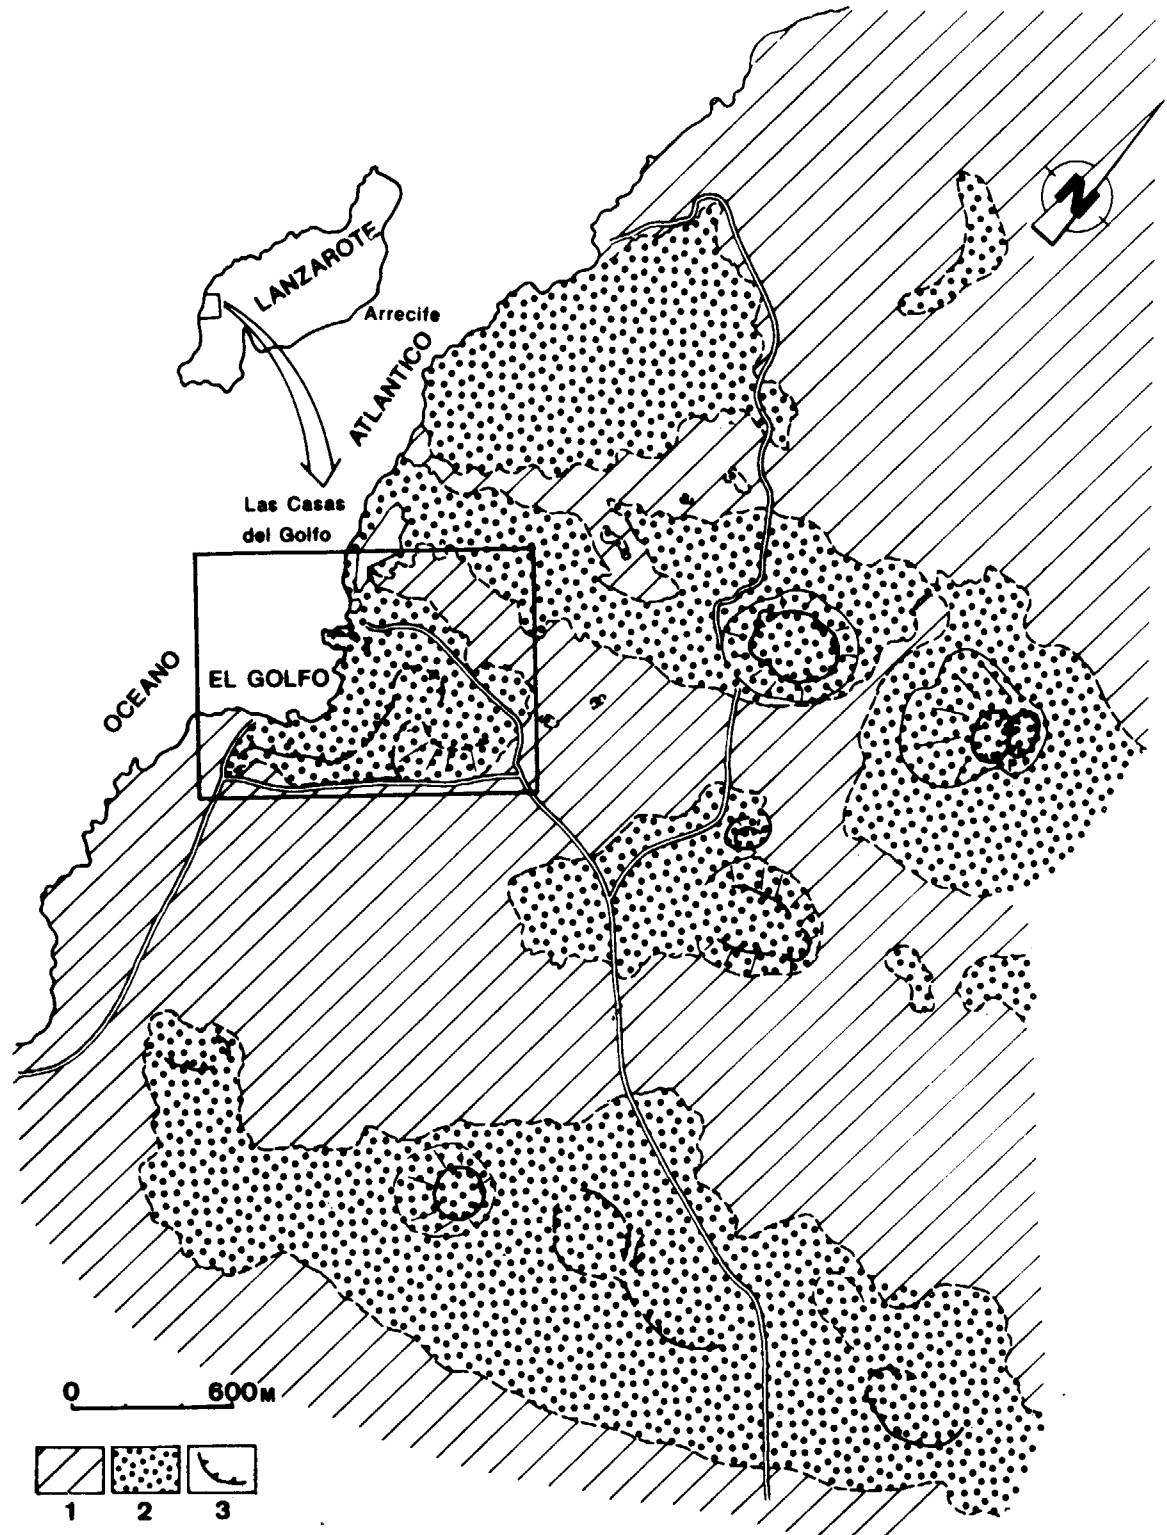 N
LANZAROTE
Arrecife
OCEANO ATLANTICO
Las Casas
del Golfo
EL GOLFO
0 600M
1 2 3